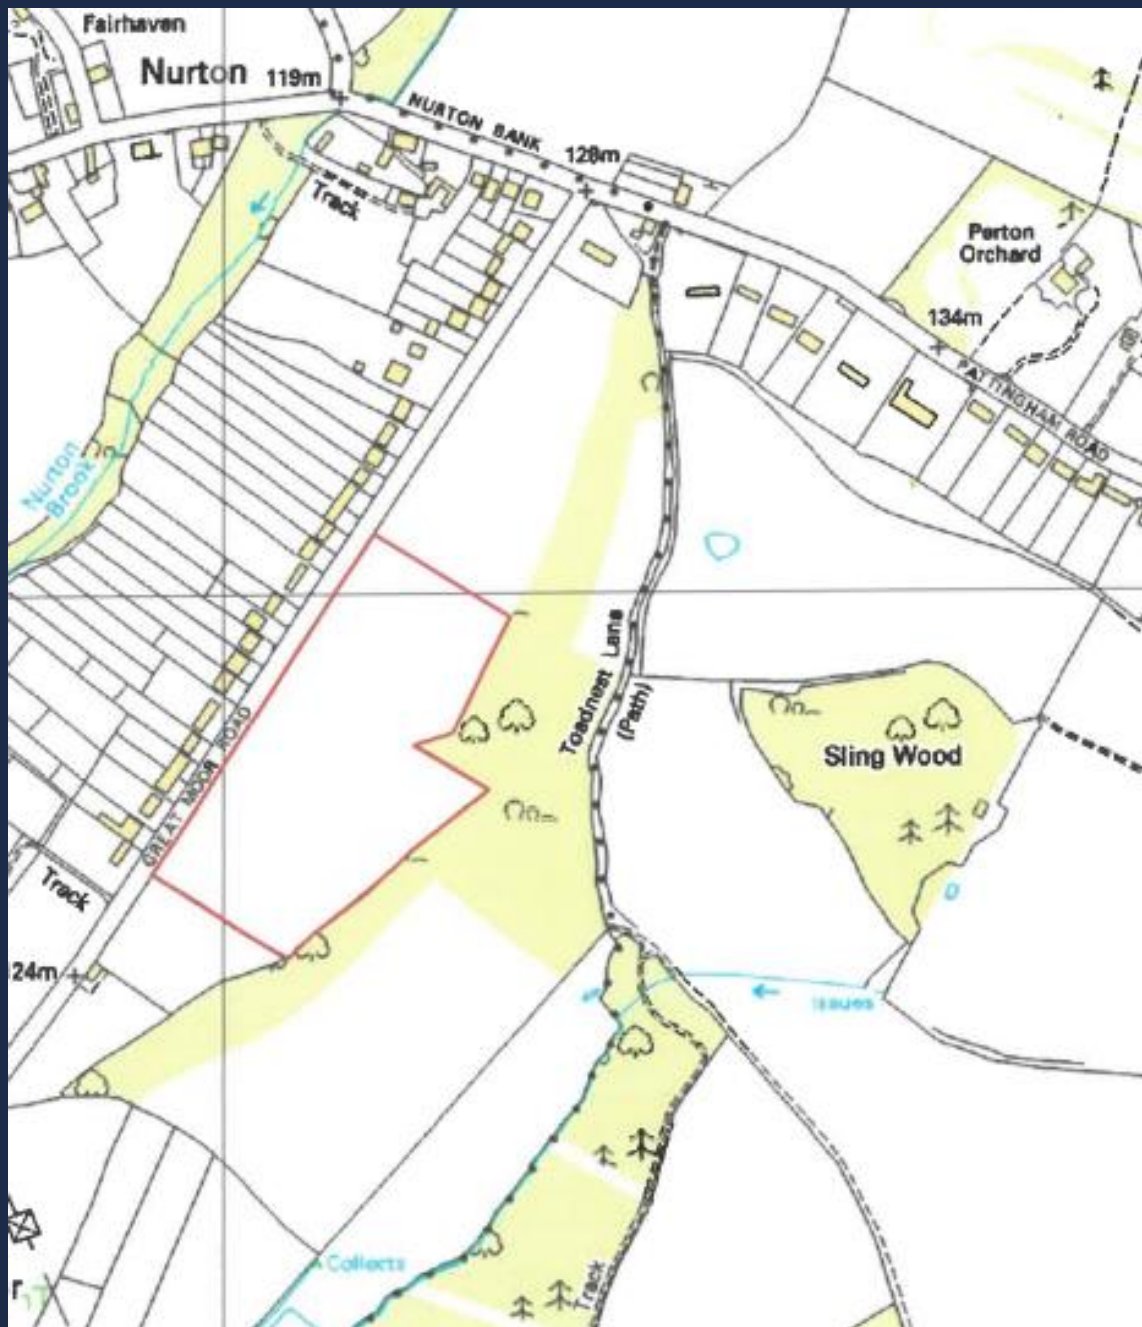 Fairhaven
Nurton
119m
NURTON BANK
128m
Track
Perton
Orchard
134m
PATTINGHAM ROAD
Nurton
Brook
Toadnest Lane
(Path)
Sling Wood
GREAT MOOR ROAD
Track
24m
Issues
Collects
Track